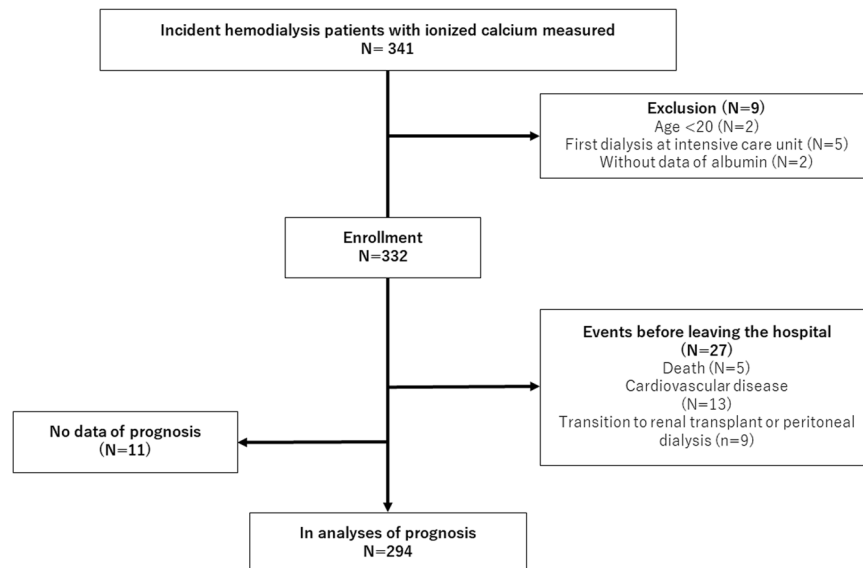 Incident hemodialysis patients with ionized calcium measured
N= 341
Exclusion (N=9)
Age <20 (N=2)
First dialysis at intensive care unit (N=5)
Without data of albumin (N=2)
Enrollment
N=332
Events before leaving the hospital
(N=27)
Death (N=5)
Cardiovascular disease
(N=13)
Transition to renal transplant or peritoneal
dialysis (n=9)
No data of prognosis
(N=11)
In analyses of prognosis
N=294